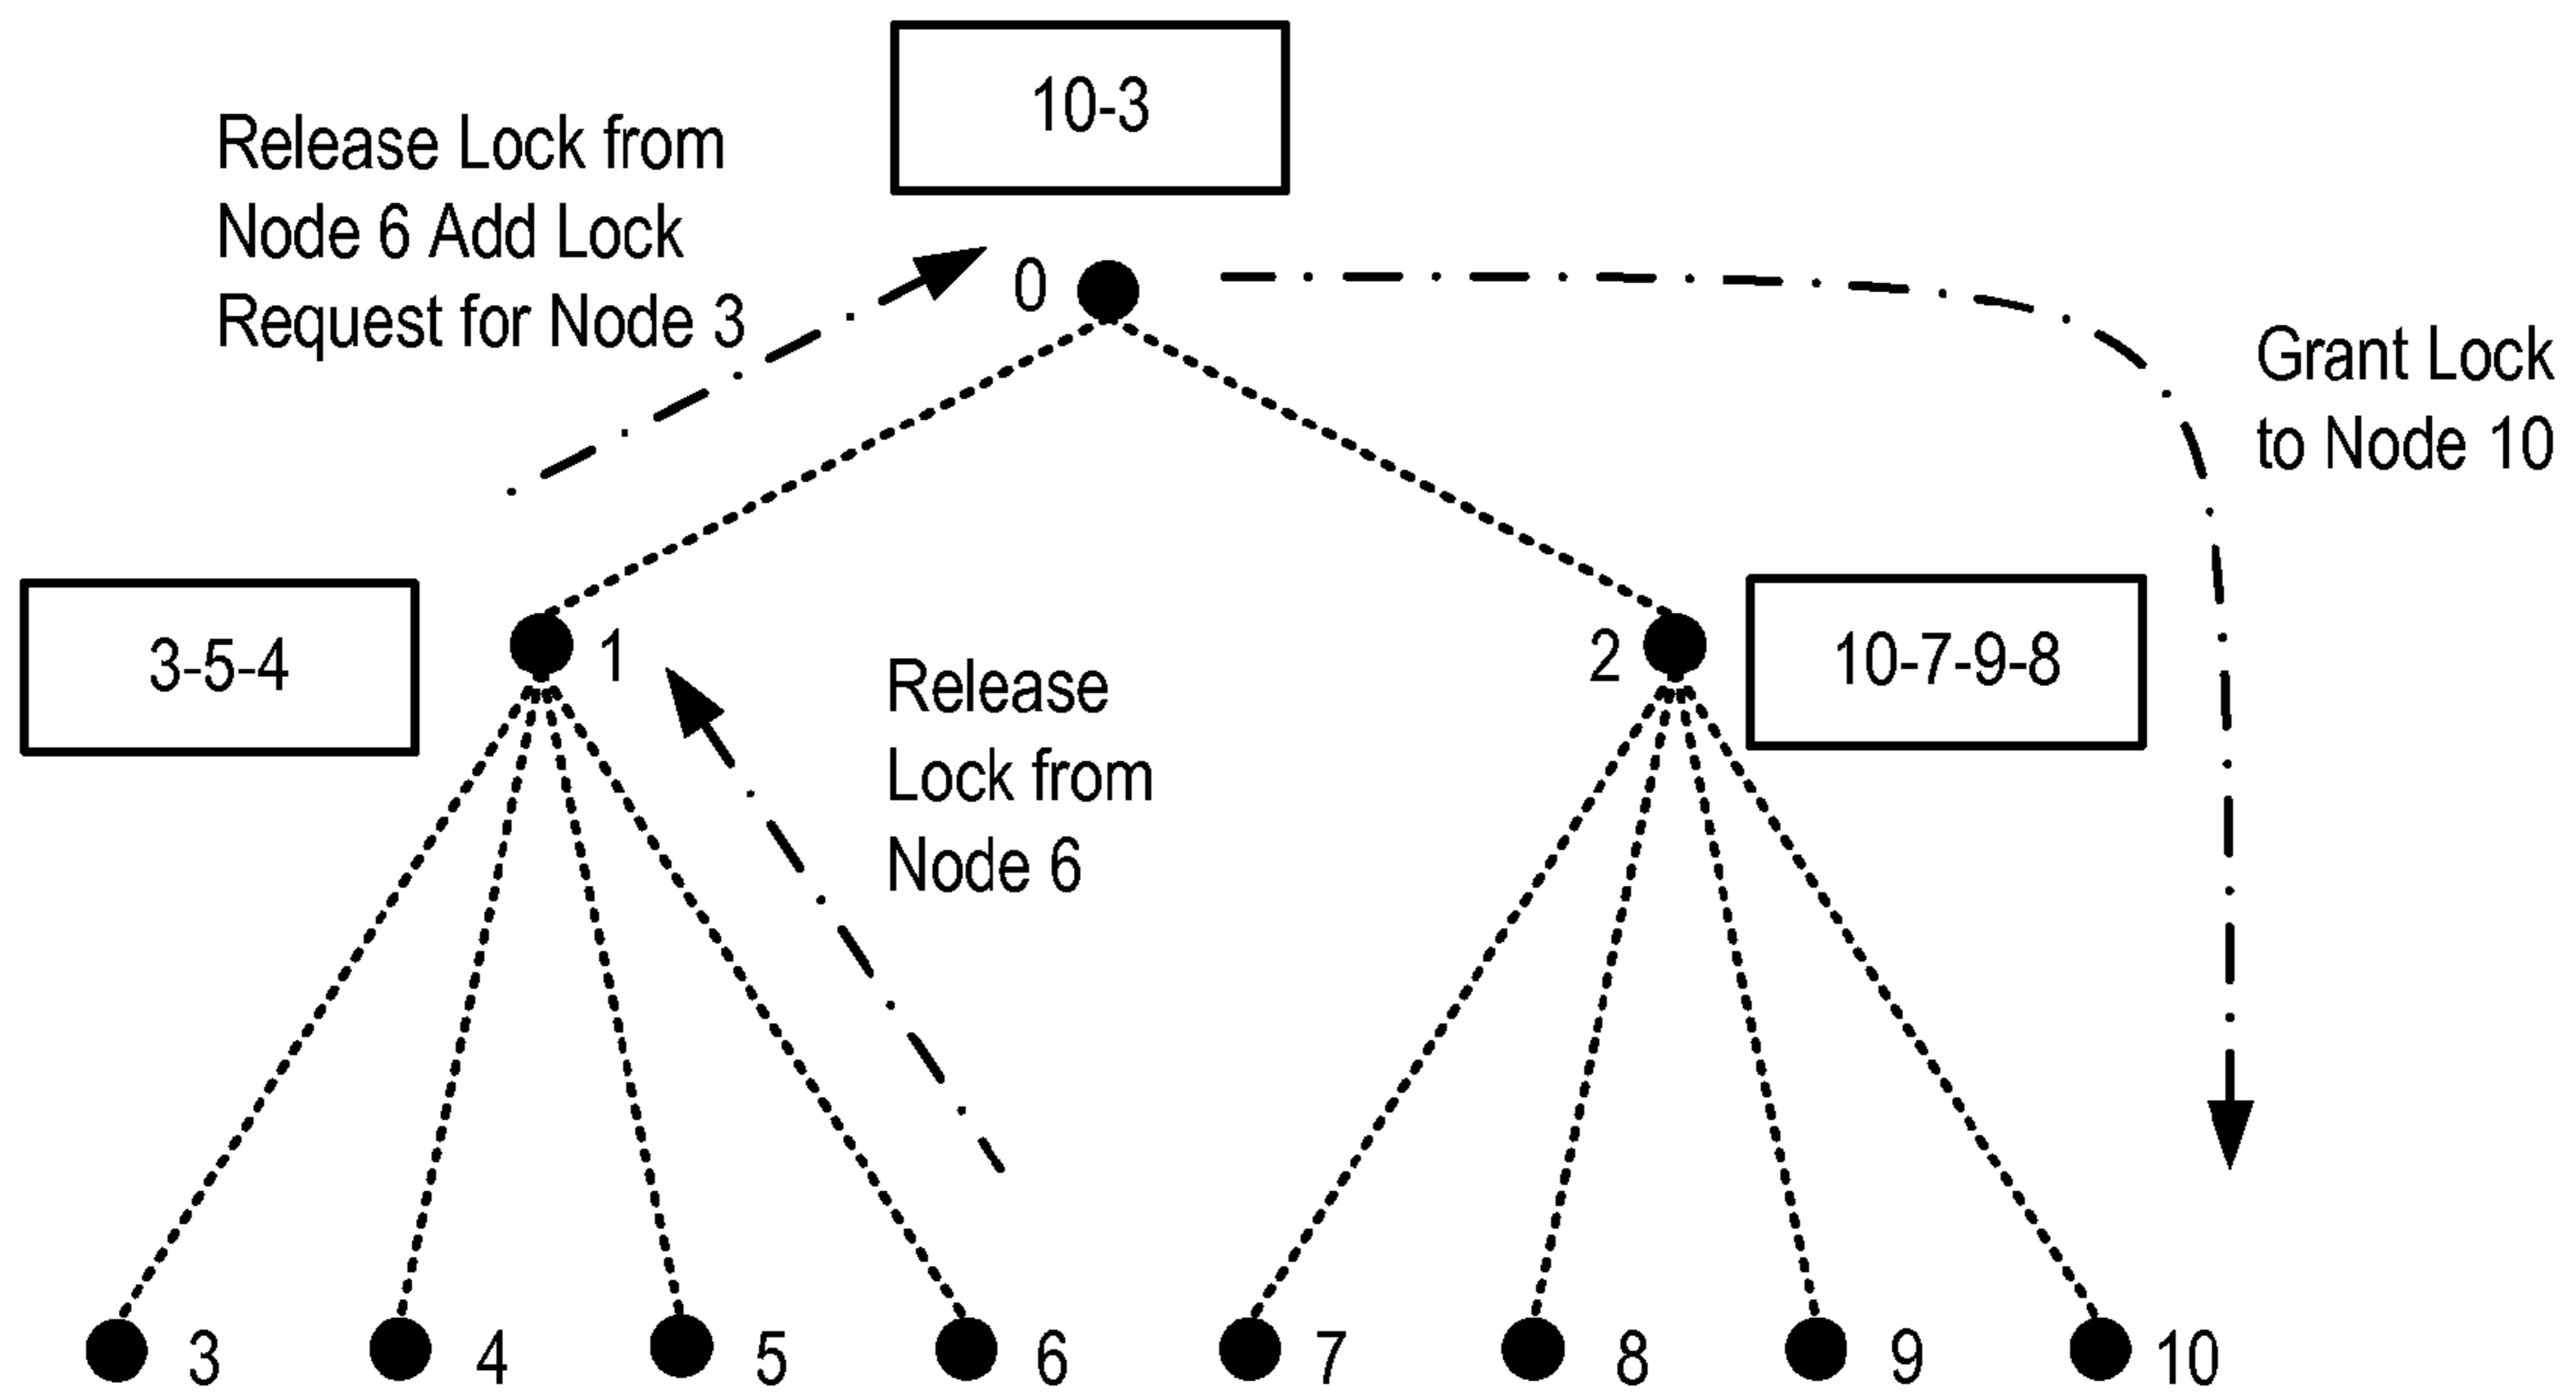 10-3
Release Lock from
Node 6 Add Lock
Request for Node 3
0
Grant Lock
to Node 10
3-5-4
1
Release
Lock from
Node 6
2
10-7-9-8
3
4
5
6
7
8
9
10